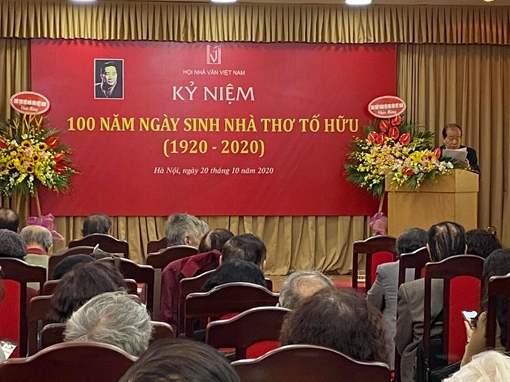 HỘI NHÀ VĂN VIỆT NAM
KỶ NIỆM
100 NĂM NGÀY SINH NHÀ THƠ TỐ HỮU
(1920 - 2020)
Hà Nội, ngày 20 tháng 10 năm 2020